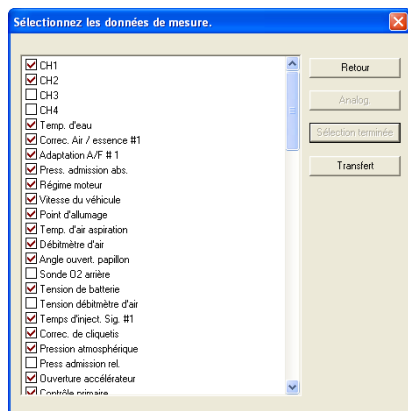 Sélectionnez les données de mesure.
CH1
CH2
CH3
CH4
Temp. d'eau
Correc. Air / essence #1
Adaptation A/F # 1
Press. admission abs.
Régime moteur
Vitesse du véhicule
Point d'allumage
Temp. d'air aspiration
Débitmètre d'air
Angle ouvert. papillon
Sonde O2 arrière
Tension de batterie
Tension débitmètre d'air
Temps d'inject. Sig. #1
Correc. de cliquetis
Pression atmosphérique
Press admission rel.
Ouverture accélérateur
Contrôle primaire
Retour
Analog.
Sélection terminée
Transfert